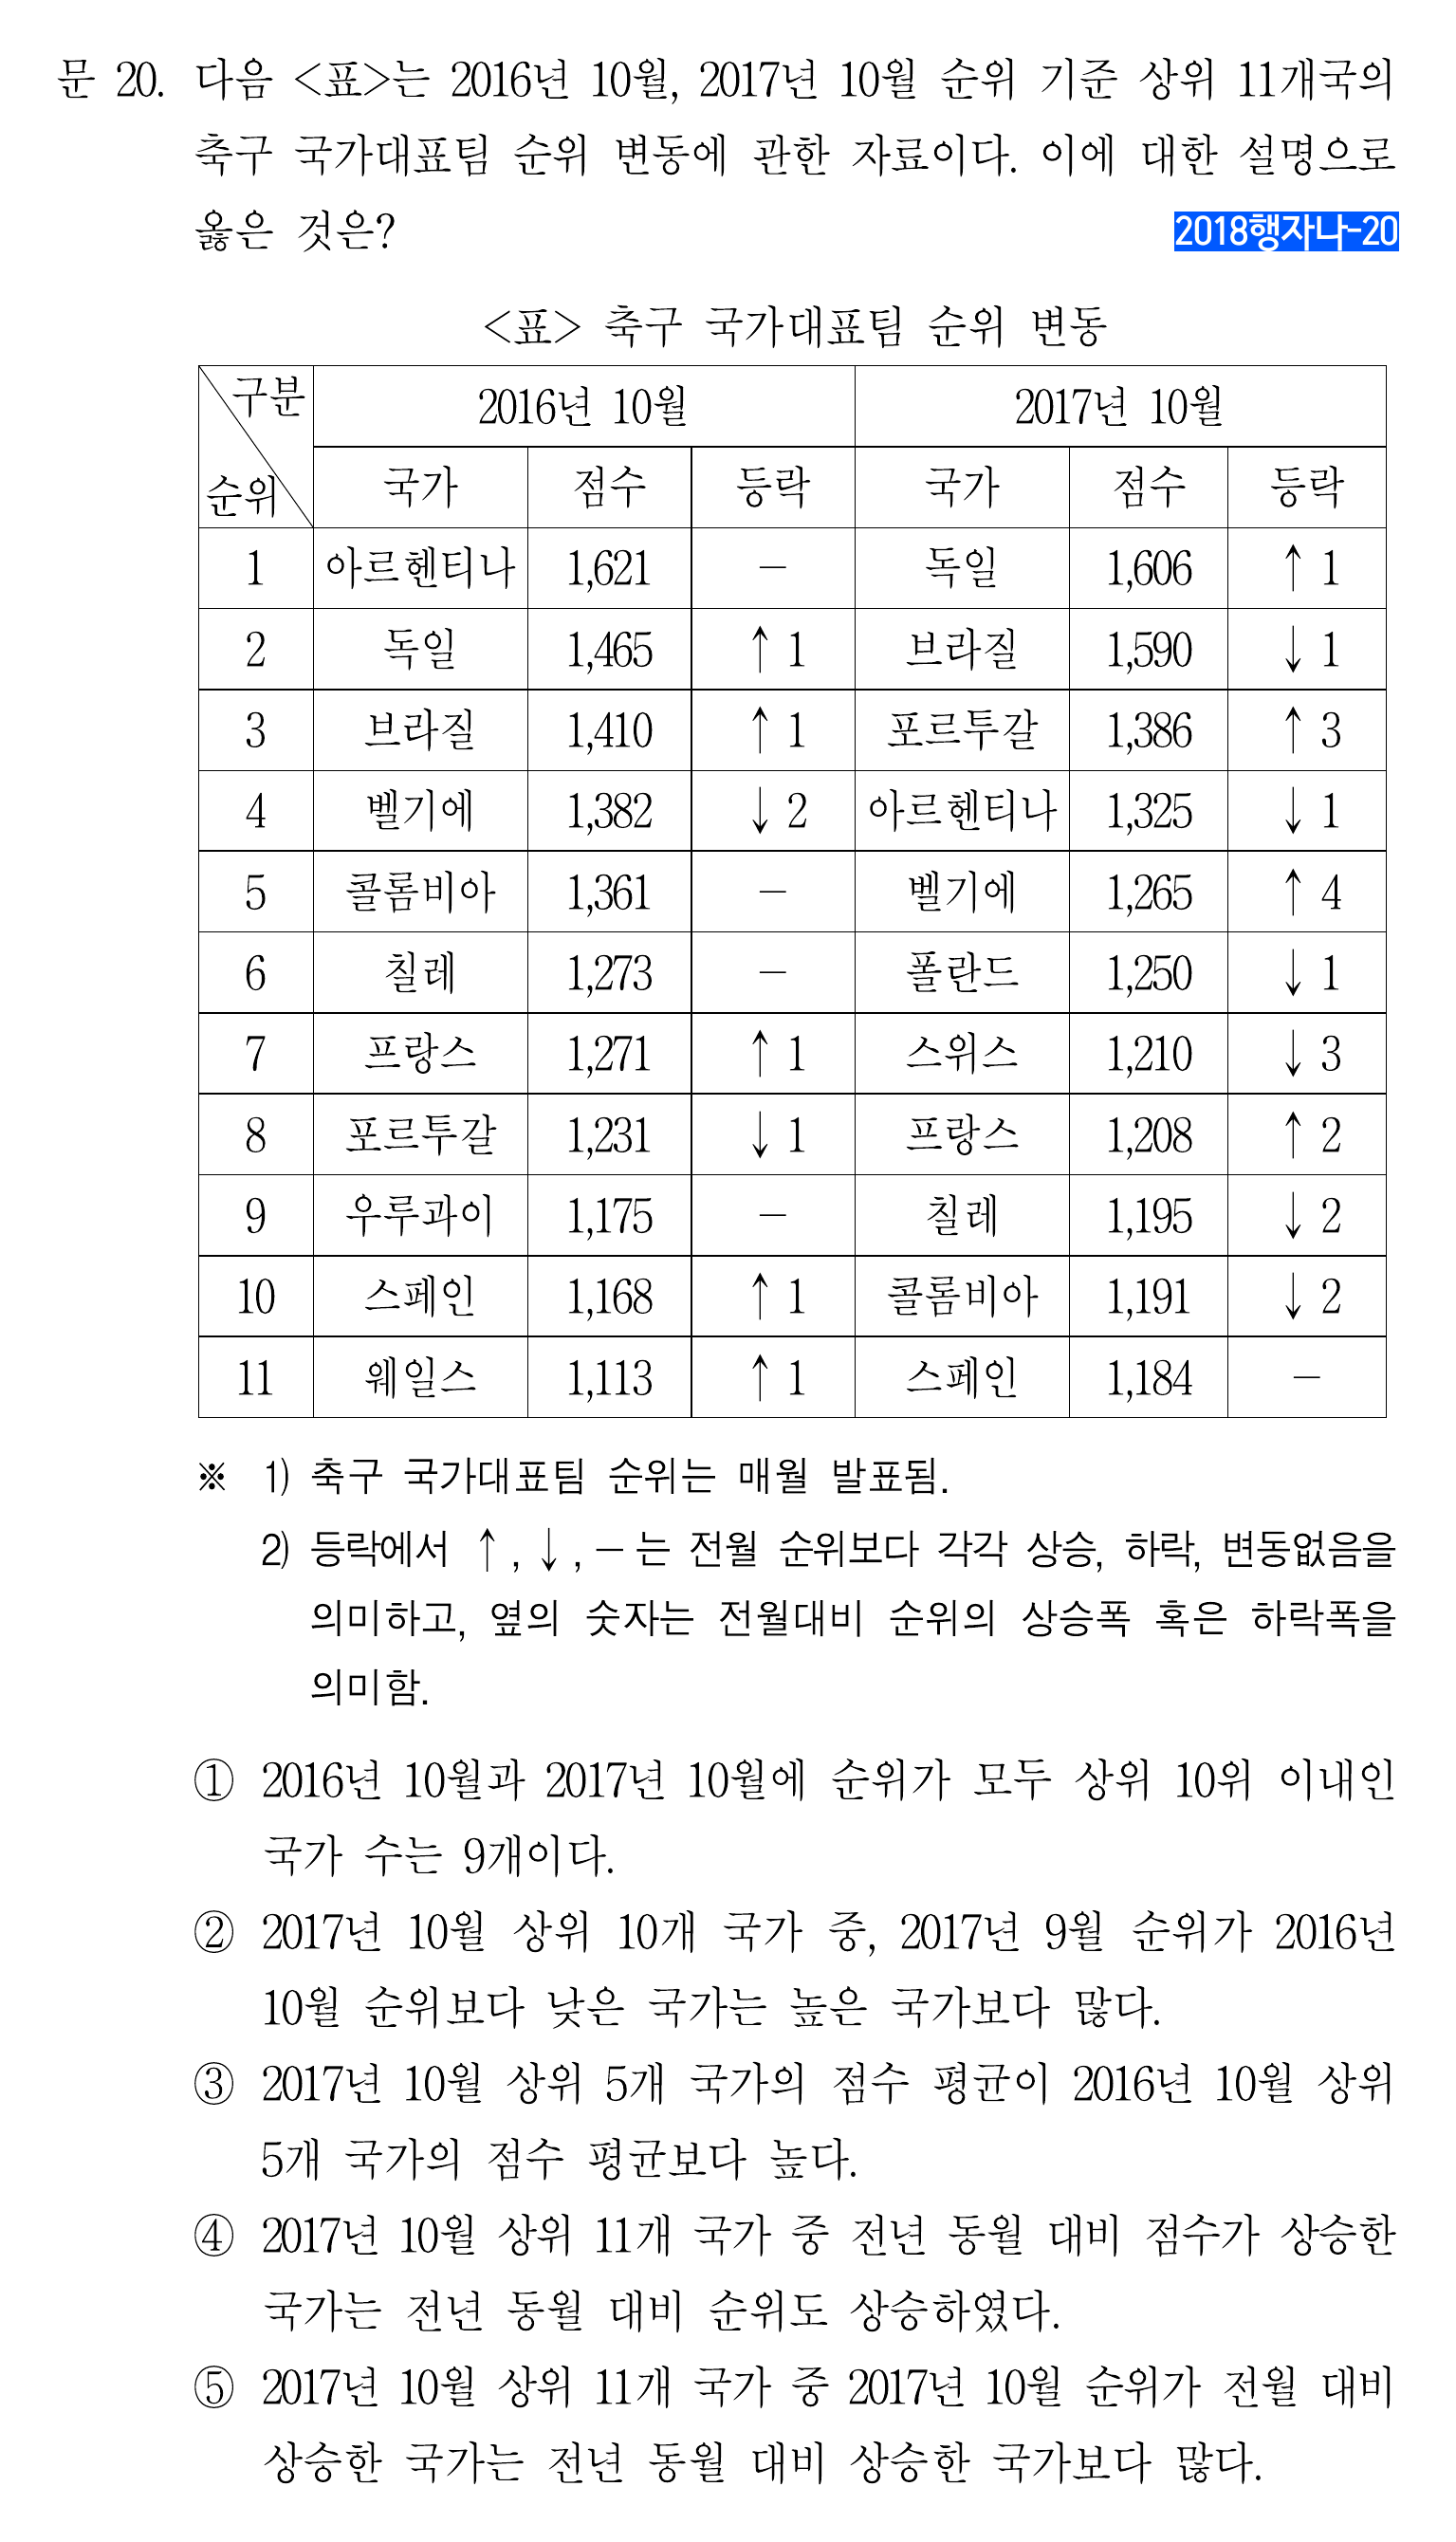 문 20. 다음 <표>는 2016년 10월, 2017년 10월 순위 기준 상위 11개국의
축구 국가대표팀 순위 변동에 관한 자료이다. 이에 대한 설명으로
옳은 것은?
2018행자나-20
<표> 축구 국가대표팀 순위 변동
구분 2016년 10월 2017년 10월
순위 국가 점수 등락 국가 점수 등락
1 아르헨티나 1,621 - 독일 1,606 ↑1
2 독일 1,465 ↑1 브라질 1,590 ↓1
3 브라질 1,410 ↑1 포르투갈 1,386 ↑3
4 벨기에 1,382 ↓2 아르헨티나 1,325 ↓1
5 콜롬비아 1,361 - 벨기에 1,265 ↑4
6 칠레 1,273 - 폴란드 1,250 ↓1
7 프랑스 1,271 ↑1 스위스 1,210 ↓3
8 포르투갈 1,231 ↓1 프랑스 1,208 ↑2
9 우루과이 1,175 - 칠레 1,195 ↓2
10 스페인 1,168 ↑1 콜롬비아 1,191 ↓2
11 웨일스 1,113 ↑1 스페인 1,184 -
※ 1) 축구 국가대표팀 순위는 매월 발표됨.
2) 등락에서 ↑, ↓, -는 전월 순위보다 각각 상승, 하락, 변동없음을
의미하고, 옆의 숫자는 전월대비 순위의 상승폭 혹은 하락폭을
의미함.
① 2016년 10월과 2017년 10월에 순위가 모두 상위 10위 이내인
국가 수는 9개이다.
② 2017년 10월 상위 10개 국가 중, 2017년 9월 순위가 2016년
10월 순위보다 낮은 국가는 높은 국가보다 많다.
③ 2017년 10월 상위 5개 국가의 점수 평균이 2016년 10월 상위
5개 국가의 점수 평균보다 높다.
④ 2017년 10월 상위 11개 국가 중 전년 동월 대비 점수가 상승한
국가는 전년 동월 대비 순위도 상승하였다.
⑤ 2017년 10월 상위 11개 국가 중 2017년 10월 순위가 전월 대비
상승한 국가는 전년 동월 대비 상승한 국가보다 많다.